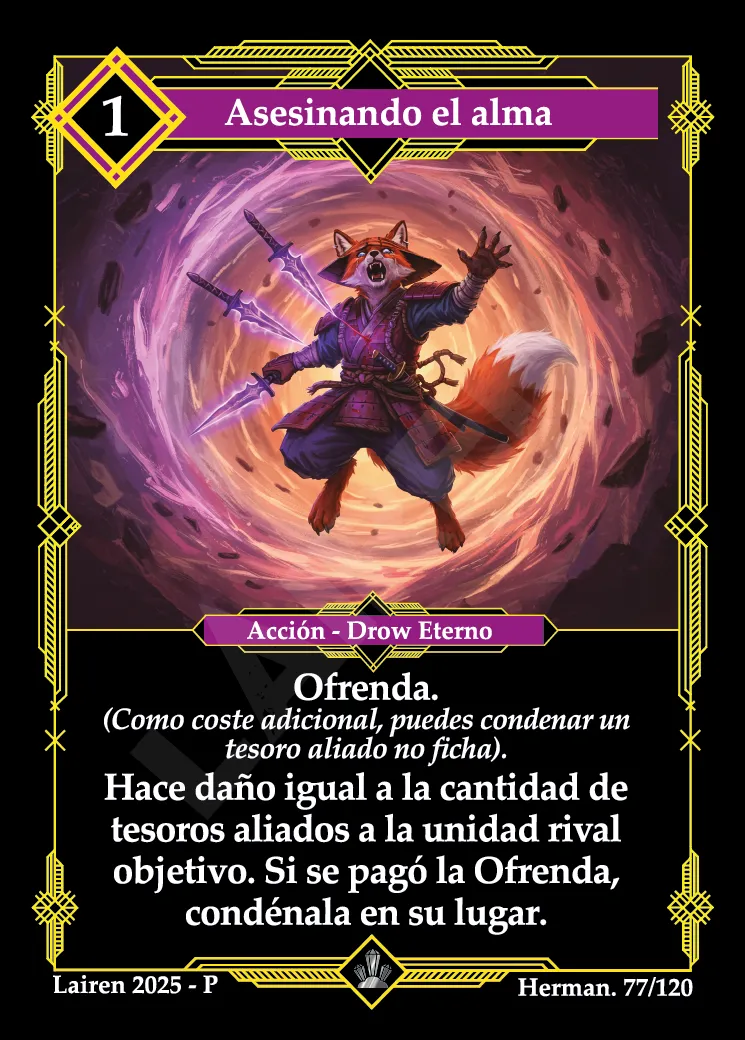 1
Asesinando el alma
Acción - Drow Eterno
Ofrenda.
(Como coste adicional, puedes condenar un
tesoro aliado no ficha).
Hace daño igual a la cantidad de
tesoros aliados a la unidad rival
objetivo. Si se pagó la Ofrenda,
condénala en su lugar.
Lairen 2025 - P
Herman. 77/120